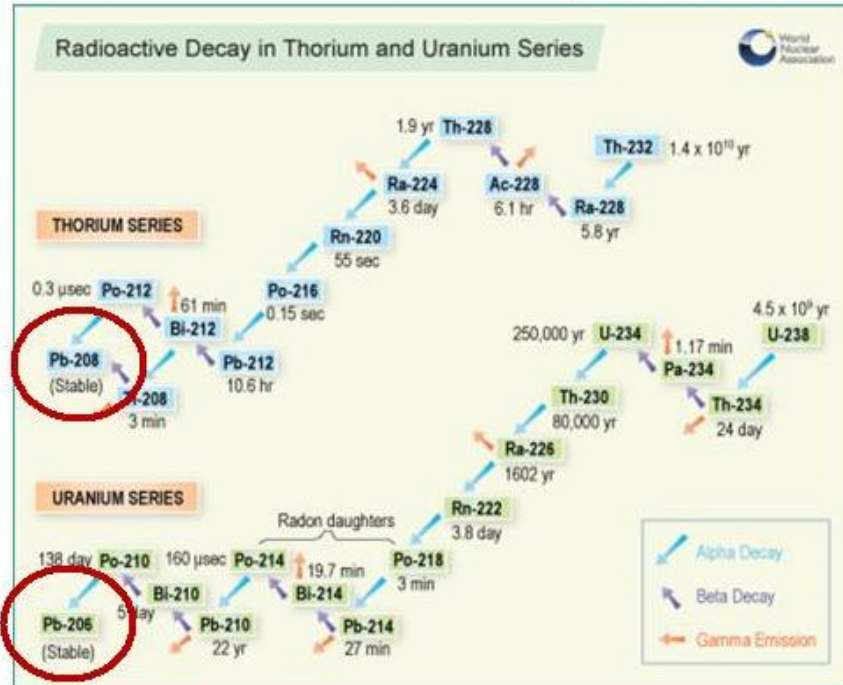 Radioactive Decay in Thorium and Uranium Series
World
Nuclear
Association
1.9 yr Th-228
Th-232 1.4 x 10¹⁰ yr
Ra-224
3.6 day
Ac-228
6.1 hr
Ra-228
5.8 yr
THORIUM SERIES
Rn-220
55 sec
0.3 µsec Po-212
61 min
Po-216
0.15 sec
Bi-212
Pb-208
(Stable)
Pb-212
10.6 hr
Tl-208
3 min
4.5 x 10⁹ yr
250,000 yr U-234
U-238
1.17 min
Pa-234
Th-230
80,000 yr
Th-234
24 day
Ra-226
1602 yr
URANIUM SERIES
Rn-222
3.8 day
Radon daughters
138 day Po-210
160 µsec Po-214
19.7 min
Po-218
3 min
Bi-210
5 day
Bi-214
Pb-206
(Stable)
Pb-210
22 yr
Pb-214
27 min
Alpha Decay
Beta Decay
Gamma Emission